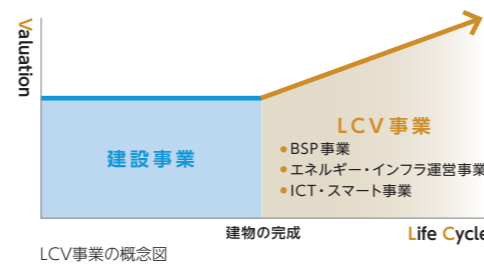 Valuation
LCV事業
建設事業
●BSP事業
●エネルギー・インフラ運営事業
●ICT・スマート事業
建物の完成
Life Cycle
LCV事業の概念図